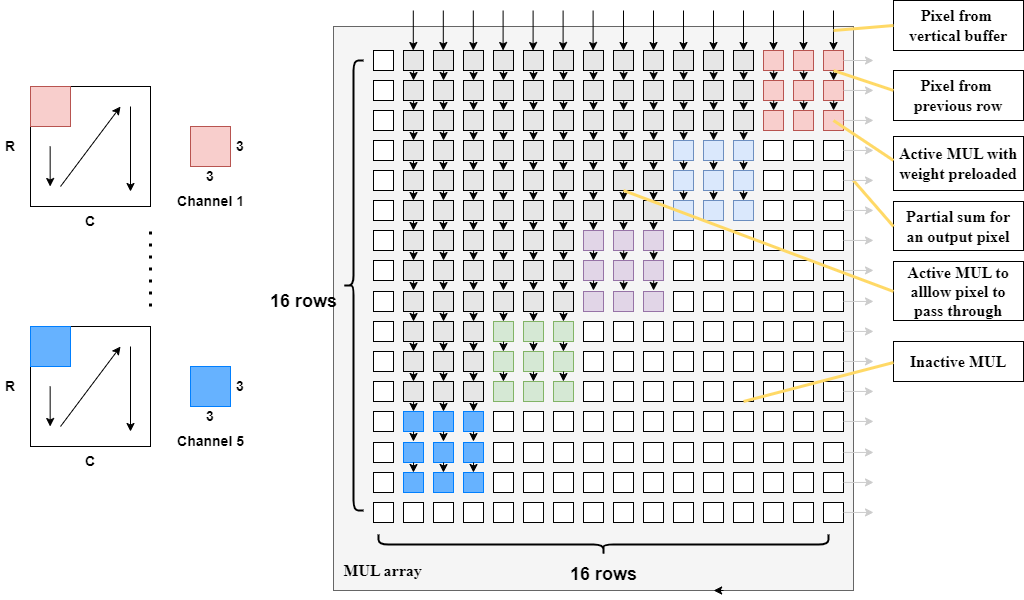 Pixel from
vertical buffer
Pixel from
previous row
R
3
3
Channel 1
C
Active MUL with
weight preloaded
Partial sum for
an output pixel
Active MUL to
alllow pixel to
pass through
16 rows
Inactive MUL
R
3
3
Channel 5
C
MUL array
16 rows